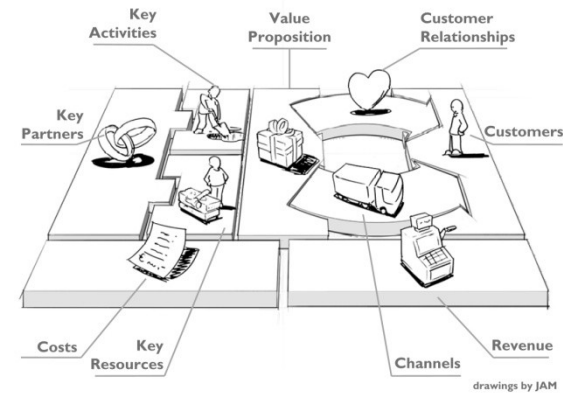 Key
Activities
Value
Proposition
Customer
Relationships
Key
Partners
Customers
Costs
Key
Resources
Channels
Revenue
drawings by JAM